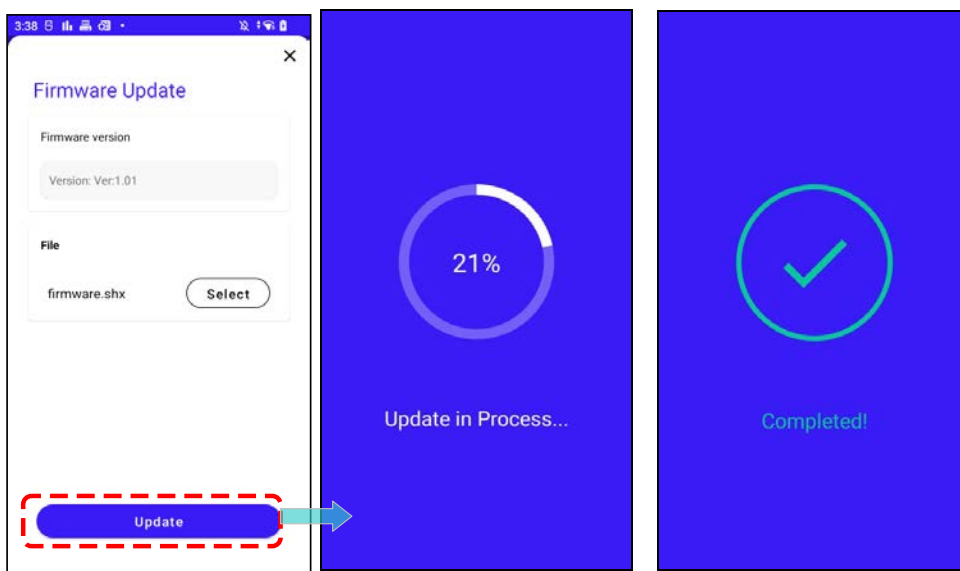 3:38
Firmware Update
Firmware version
Version: Ver:1.01
File
firmware.shx
Select
Update
21%
Update in Process...
Completed!